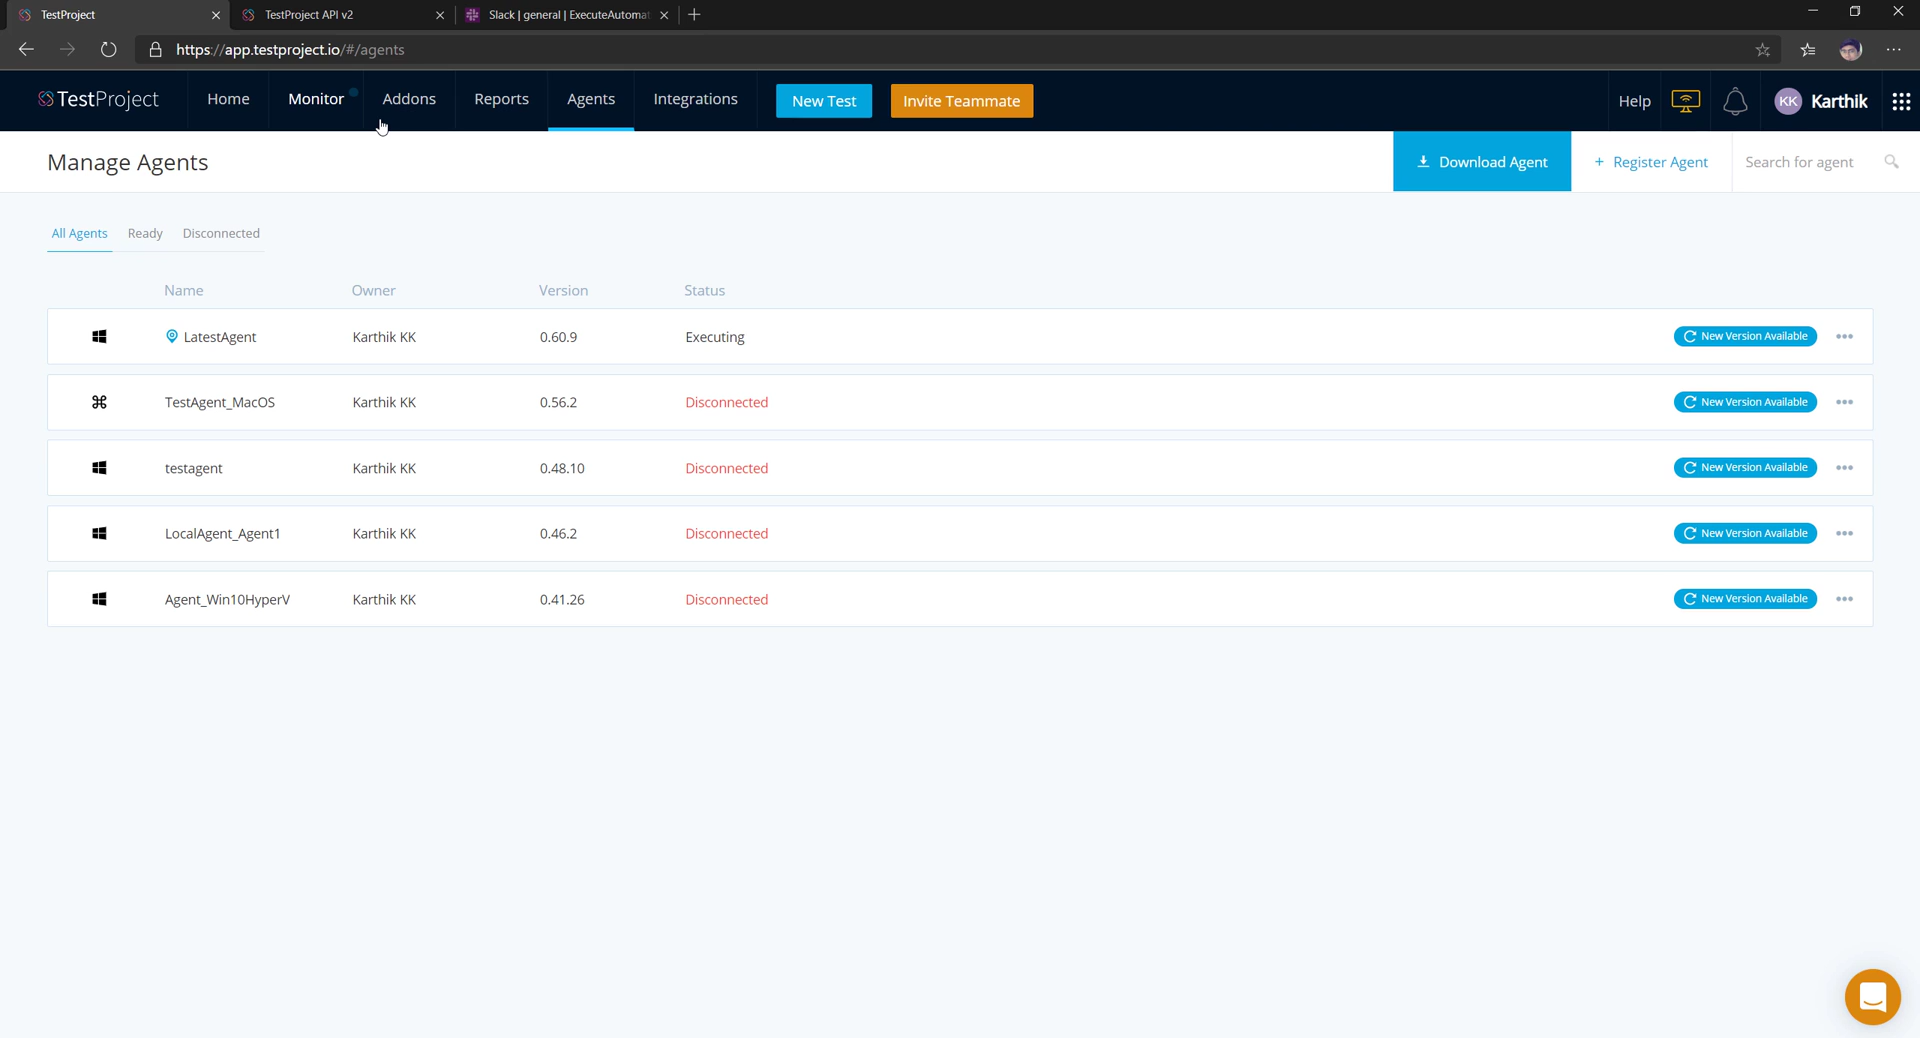 TestProject
TestProject API v2
Slack | general | ExecuteAutomat
https://app.testproject.io/#/agents
TestProject
Home
Monitor
Addons
Reports
Agents
Integrations
New Test
Invite Teammate
Help
KK
Karthik
Manage Agents
Download Agent
+ Register Agent
Search for agent
All Agents
Ready
Disconnected
Name Owner Version Status
LatestAgent Karthik KK 0.60.9 Executing New Version Available
TestAgent_MacOS Karthik KK 0.56.2 Disconnected New Version Available
testagent Karthik KK 0.48.10 Disconnected New Version Available
LocalAgent_Agent1 Karthik KK 0.46.2 Disconnected New Version Available
Agent_Win10HyperV Karthik KK 0.41.26 Disconnected New Version Available